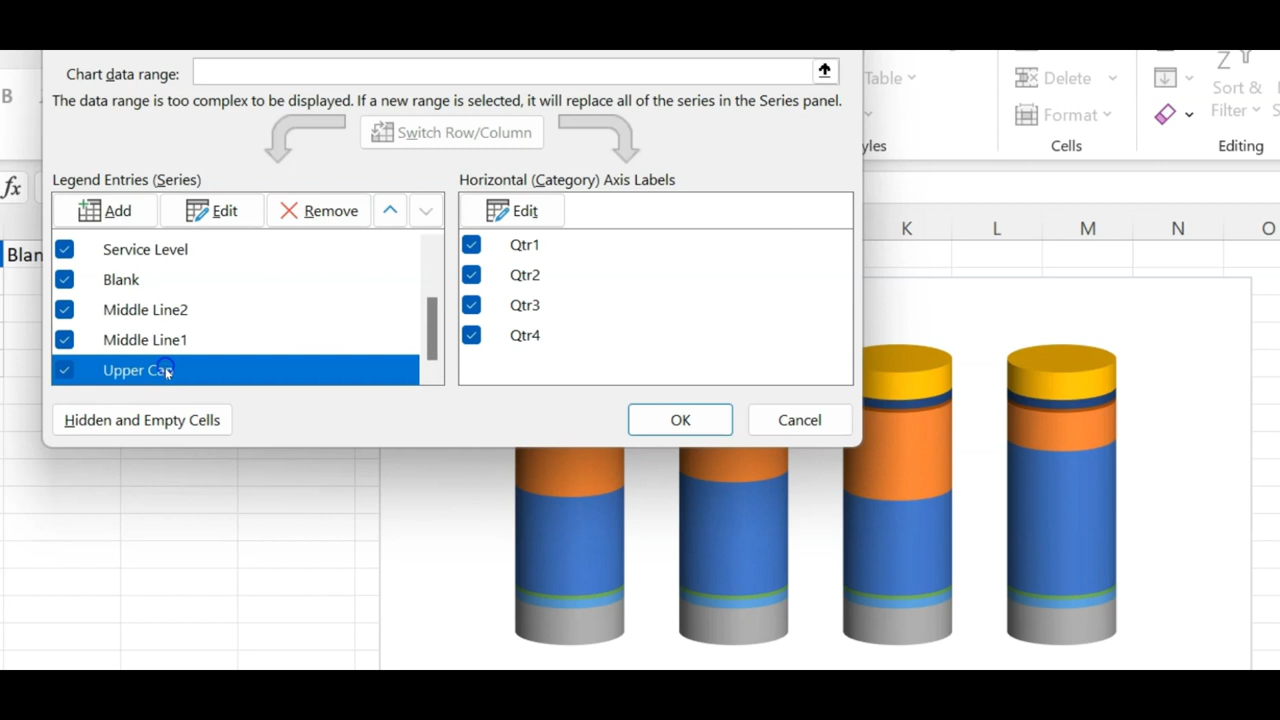 Chart data range:
The data range is too complex to be displayed. If a new range is selected, it will replace all of the series in the Series panel.
Switch Row/Column
Legend Entries (Series)
Horizontal (Category) Axis Labels
Add Edit Remove
Edit
Service Level
Blank
Middle Line2
Middle Line1
Upper Cap
Qtr1
Qtr2
Qtr3
Qtr4
Hidden and Empty Cells
OK Cancel
B
fx
Blan
Table
Delete
Format
Cells
Sort &
Filter
Editing
K L M N O